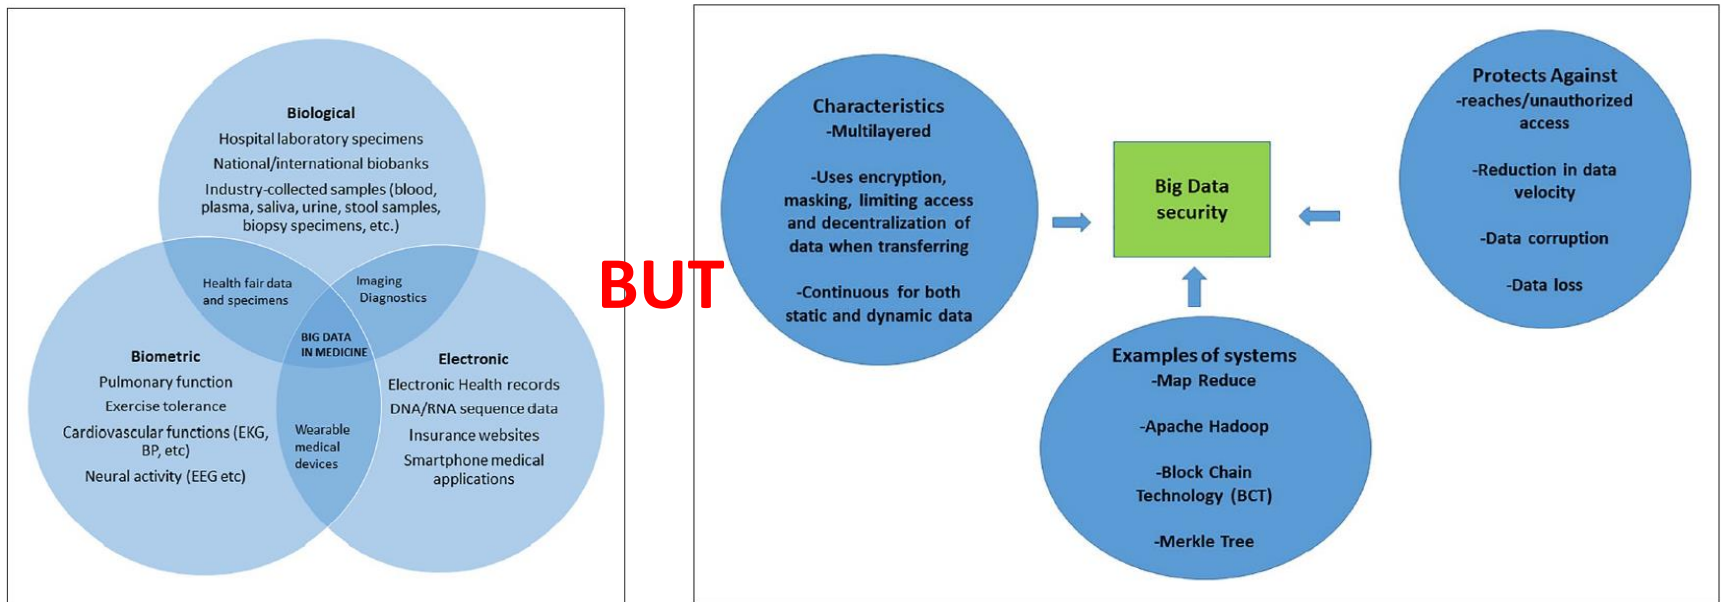 Biological
Hospital laboratory specimens
National/international biobanks
Industry-collected samples (blood,
plasma, saliva, urine, stool samples,
biopsy specimens, etc.)
Health fair data
and specimens
Imaging
Diagnostics
BIG DATA
IN MEDICINE
Biometric
Pulmonary function
Exercise tolerance
Cardiovascular functions (EKG,
BP, etc)
Neural activity (EEG etc)
Wearable
medical
devices
Electronic
Electronic Health records
DNA/RNA sequence data
Insurance websites
Smartphone medical
applications
BUT
Characteristics
-Multilayered
-Uses encryption,
masking, limiting access
and decentralization of
data when transferring
-Continuous for both
static and dynamic data
Big Data
security
Protects Against
-reaches/unauthorized
access
-Reduction in data
velocity
-Data corruption
-Data loss
Examples of systems
-Map Reduce
-Apache Hadoop
-Block Chain
Technology (BCT)
-Merkle Tree